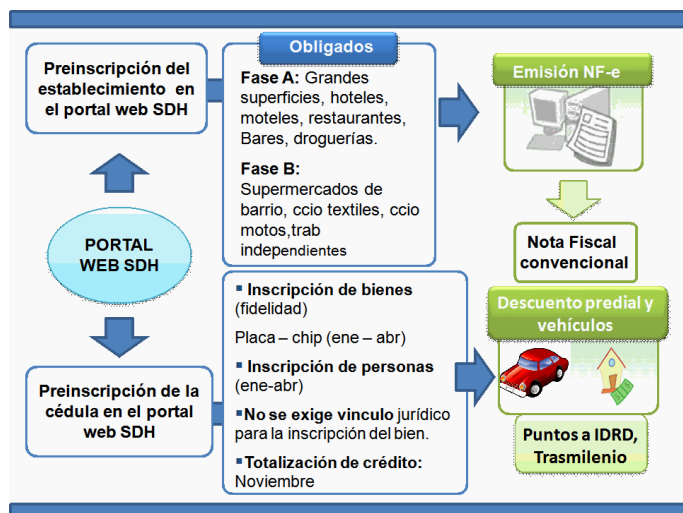 Preinscripción del
establecimiento en
el portal web SDH
Obligados
Fase A: Grandes
superficies, hoteles,
moteles, restaurantes,
Bares, droguerías.
Fase B:
Supermercados de
barrio, ccio textiles, ccio
motos,trab
independientes
Emisión NF-e
Nota Fiscal
convencional
PORTAL
WEB SDH
Preinscripción de la
cédula en el portal
web SDH
▪ Inscripción de bienes
(fidelidad)
Placa – chip (ene – abr)
▪ Inscripción de personas
(ene-abr)
▪No se exige vinculo jurídico
para la inscripción del bien.
▪Totalización de crédito:
Noviembre
Descuento predial y
vehículos
Puntos a IDRD,
Trasmilenio